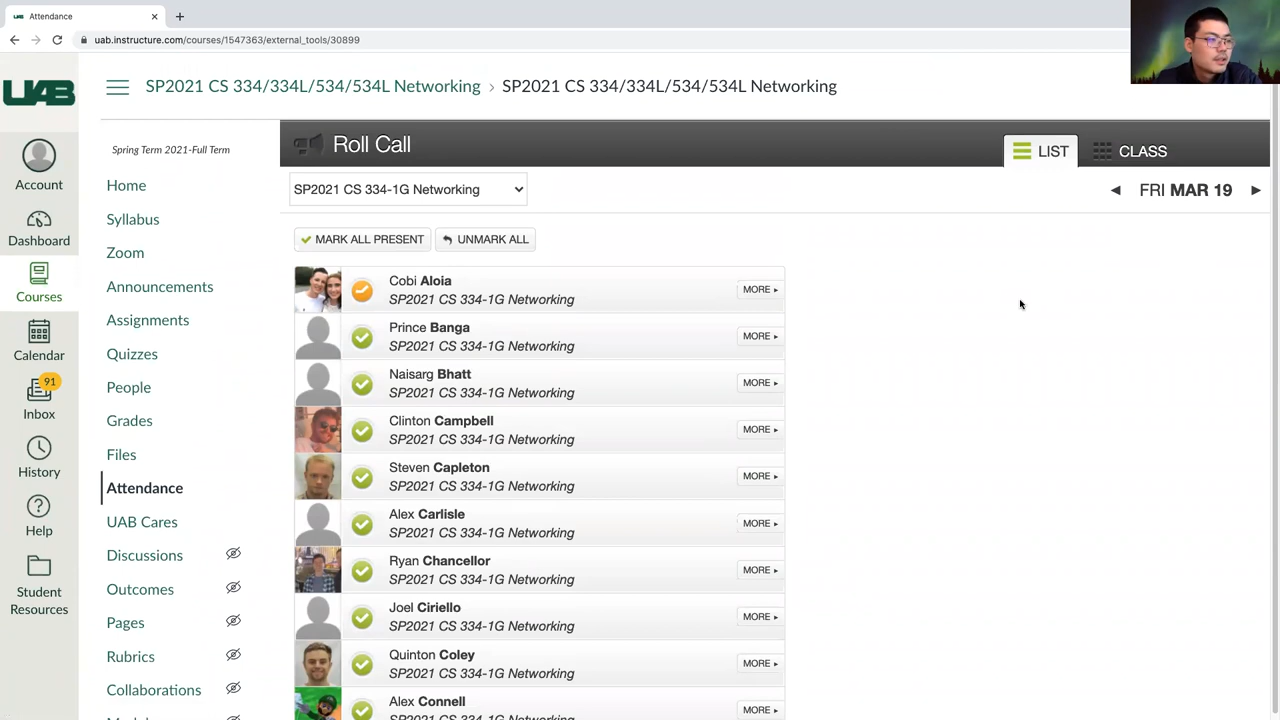 Attendance
uab.instructure.com/courses/1547363/external_tools/30899
UAB
Account
Dashboard
Courses
Calendar
91
Inbox
History
Help
Student
Resources
SP2021 CS 334/334L/534/534L Networking › SP2021 CS 334/334L/534/534L Networking
Spring Term 2021-Full Term
Home
Syllabus
Zoom
Announcements
Assignments
Quizzes
People
Grades
Files
Attendance
UAB Cares
Discussions
Outcomes
Pages
Rubrics
Collaborations
Roll Call
LIST
CLASS
SP2021 CS 334-1G Networking
FRI MAR 19
MARK ALL PRESENT
UNMARK ALL
Cobi Aloia
SP2021 CS 334-1G Networking
MORE ▸
Prince Banga
SP2021 CS 334-1G Networking
MORE ▸
Naisarg Bhatt
SP2021 CS 334-1G Networking
MORE ▸
Clinton Campbell
SP2021 CS 334-1G Networking
MORE ▸
Steven Capleton
SP2021 CS 334-1G Networking
MORE ▸
Alex Carlisle
SP2021 CS 334-1G Networking
MORE ▸
Ryan Chancellor
SP2021 CS 334-1G Networking
MORE ▸
Joel Ciriello
SP2021 CS 334-1G Networking
MORE ▸
Quinton Coley
SP2021 CS 334-1G Networking
MORE ▸
Alex Connell
SP2021 CS 334-1G Networking
MORE ▸